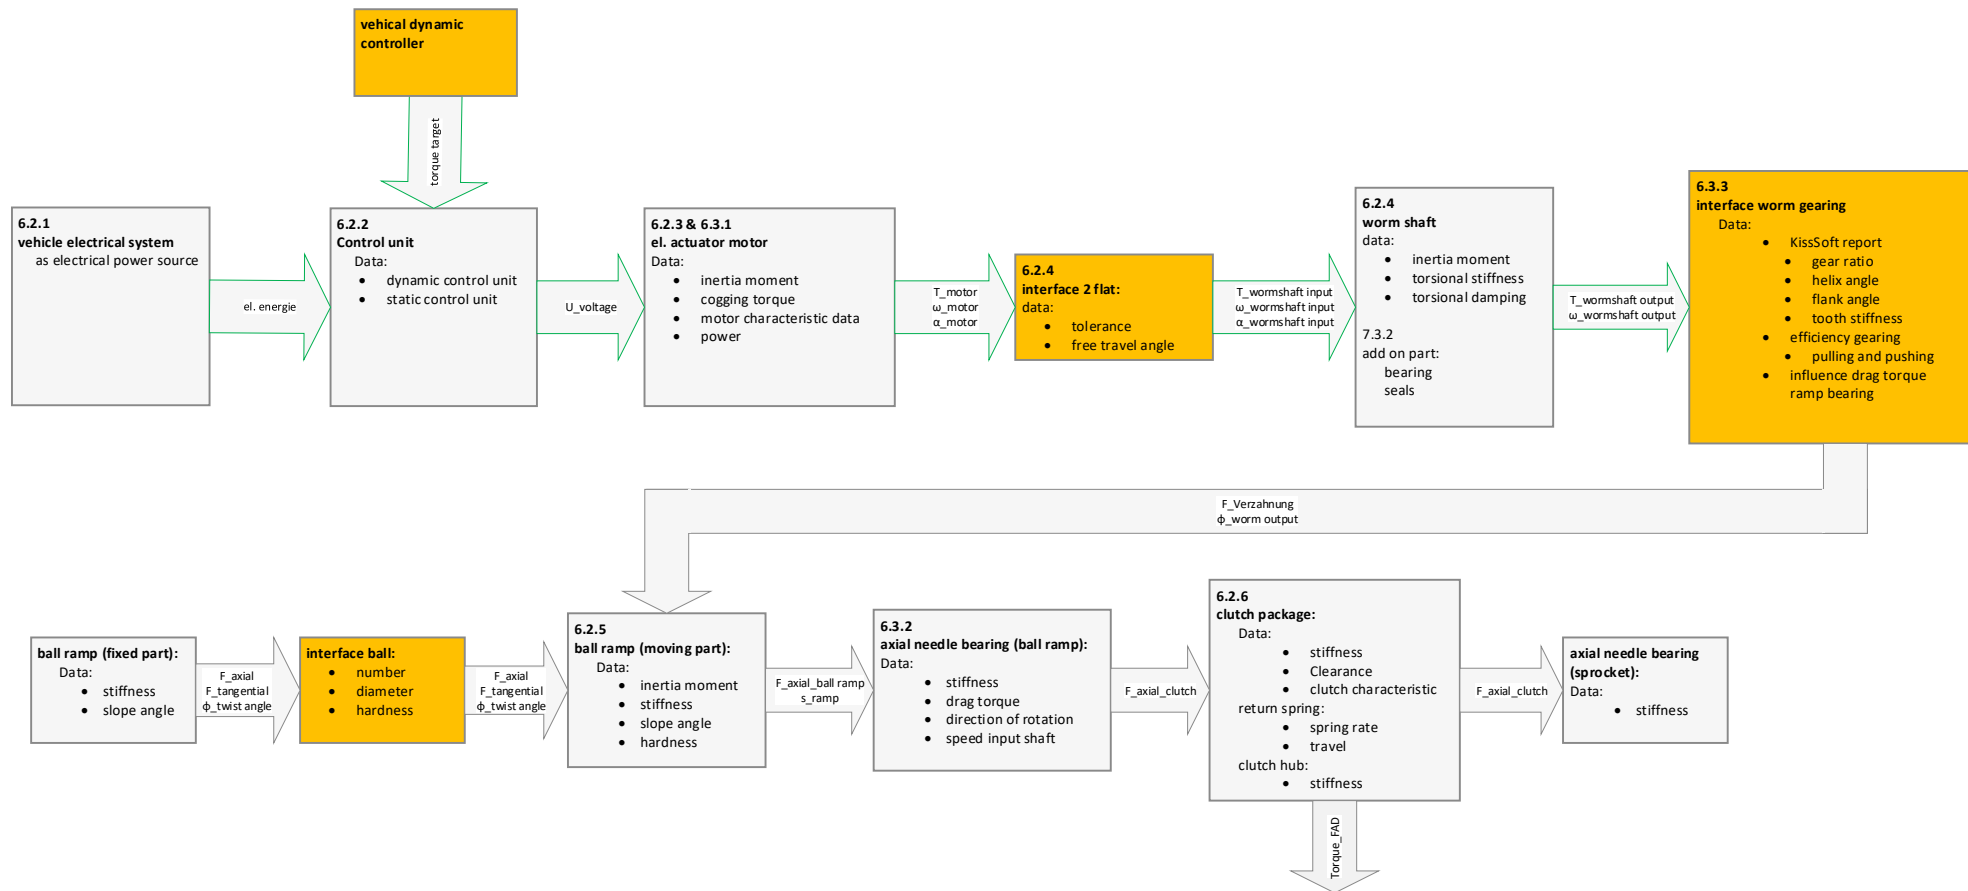 vehical dynamic
controller
torque target
6.2.1
vehicle electrical system
as electrical power source
el. energie
6.2.2
Control unit
Data:
• dynamic control unit
• static control unit
U_voltage
6.2.3 & 6.3.1
el. actuator motor
Data:
• inertia moment
• cogging torque
• motor characteristic data
• power
T_motor
ω_motor
α_motor
6.2.4
interface 2 flat:
data:
• tolerance
• free travel angle
T_wormshaft input
ω_wormshaft input
α_wormshaft input
6.2.4
worm shaft
data:
• inertia moment
• torsional stiffness
• torsional damping
7.3.2
add on part:
bearing
seals
T_wormshaft output
ω_wormshaft output
6.3.3
interface worm gearing
Data:
• KissSoft report
• gear ratio
• helix angle
• flank angle
• tooth stiffness
• efficiency gearing
• pulling and pushing
• influence drag torque
ramp bearing
F_Verzahnung
ϕ_worm output
ball ramp (fixed part):
Data:
• stiffness
• slope angle
F_axial
F_tangential
ϕ_twist angle
interface ball:
• number
• diameter
• hardness
F_axial
F_tangential
ϕ_twist angle
6.2.5
ball ramp (moving part):
Data:
• inertia moment
• stiffness
• slope angle
• hardness
F_axial_ball ramp
s_ramp
6.3.2
axial needle bearing (ball ramp):
Data:
• stiffness
• drag torque
• direction of rotation
• speed input shaft
F_axial_clutch
6.2.6
clutch package:
Data:
• stiffness
• Clearance
• clutch characteristic
return spring:
• spring rate
• travel
clutch hub:
• stiffness
F_axial_clutch
axial needle bearing
(sprocket):
Data:
• stiffness
Torque_FAD